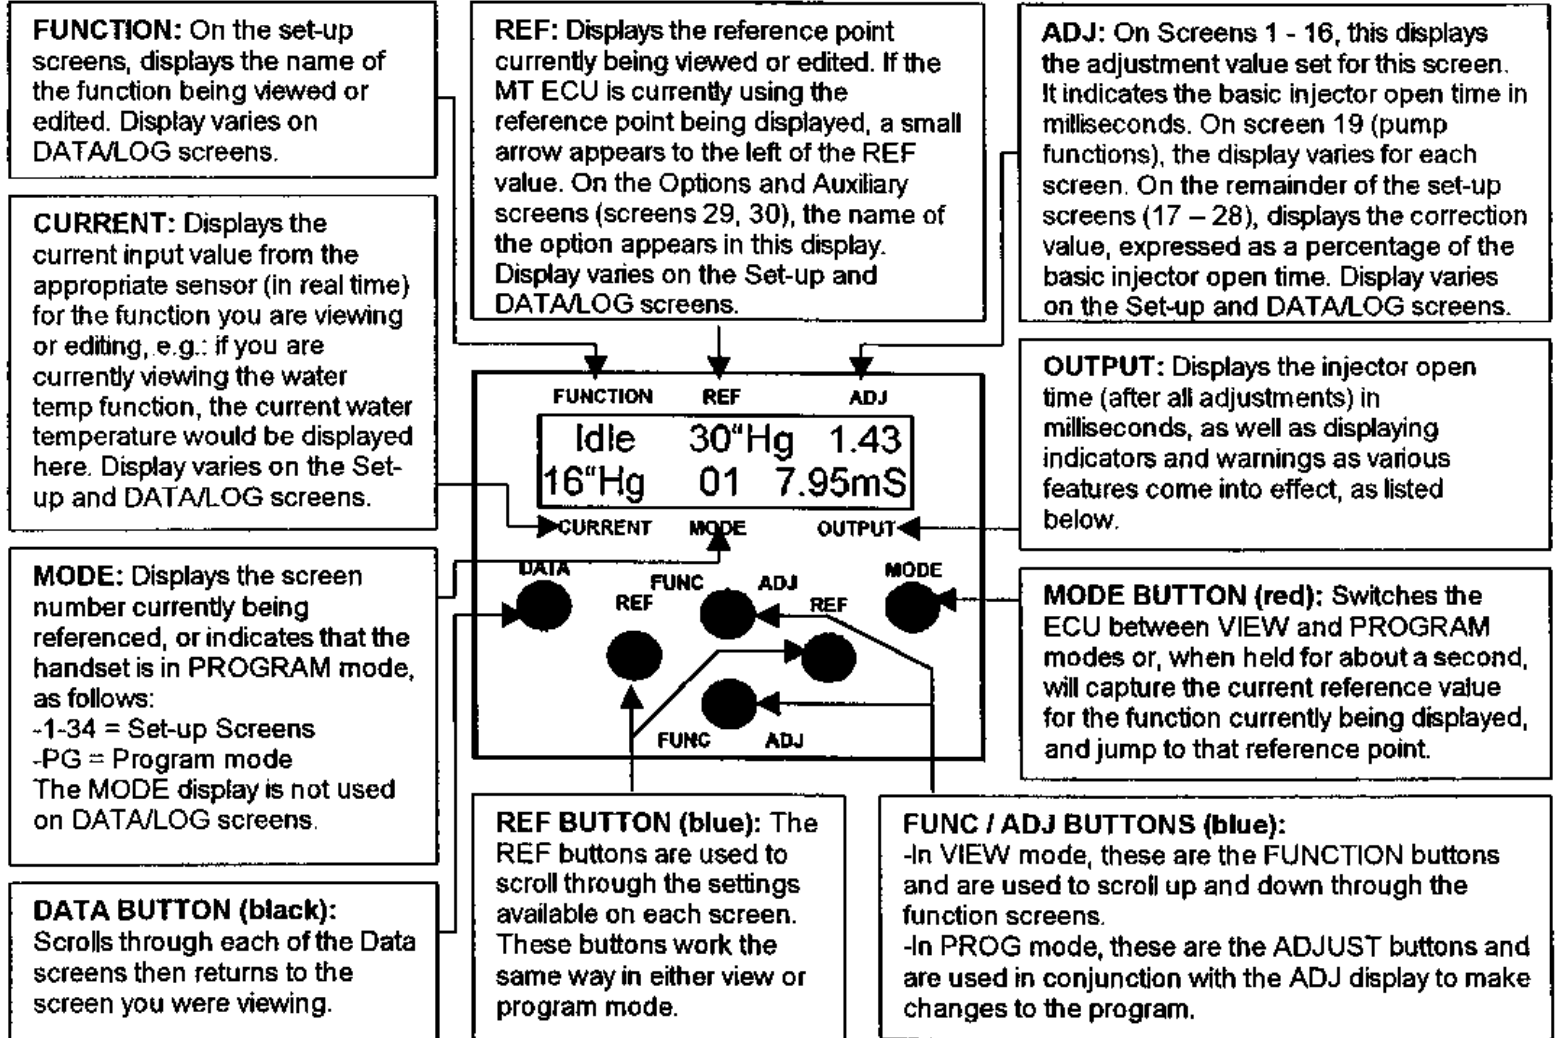 FUNCTION: On the set-up
screens, displays the name of
the function being viewed or
edited. Display varies on
DATA/LOG screens.
REF: Displays the reference point
currently being viewed or edited. If the
MT ECU is currently using the
reference point being displayed, a small
arrow appears to the left of the REF
value. On the Options and Auxiliary
screens (screens 29, 30), the name of
the option appears in this display.
Display varies on the Set-up and
DATA/LOG screens.
ADJ: On Screens 1 - 16, this displays
the adjustment value set for this screen.
It indicates the basic injector open time in
milliseconds. On screen 19 (pump
functions), the display varies for each
screen. On the remainder of the set-up
screens (17 – 28), displays the correction
value, expressed as a percentage of the
basic injector open time. Display varies
on the Set-up and DATA/LOG screens.
CURRENT: Displays the
current input value from the
appropriate sensor (in real time)
for the function you are viewing
or editing, e.g.: if you are
currently viewing the water
temp function, the current water
temperature would be displayed
here. Display varies on the Set-
up and DATA/LOG screens.
OUTPUT: Displays the injector open
time (after all adjustments) in
milliseconds, as well as displaying
indicators and warnings as various
features come into effect, as listed
below.
FUNCTION REF ADJ
Idle 30"Hg 1.43
16"Hg 01 7.95mS
CURRENT MODE OUTPUT
DATA
FUNC ADJ
MODE
REF
REF
FUNC ADJ
MODE: Displays the screen
number currently being
referenced, or indicates that the
handset is in PROGRAM mode,
as follows:
-1-34 = Set-up Screens
-PG = Program mode
The MODE display is not used
on DATA/LOG screens.
MODE BUTTON (red): Switches the
ECU between VIEW and PROGRAM
modes or, when held for about a second,
will capture the current reference value
for the function currently being displayed,
and jump to that reference point.
DATA BUTTON (black):
Scrolls through each of the Data
screens then returns to the
screen you were viewing.
REF BUTTON (blue): The
REF buttons are used to
scroll through the settings
available on each screen.
These buttons work the
same way in either view or
program mode.
FUNC / ADJ BUTTONS (blue):
-In VIEW mode, these are the FUNCTION buttons
and are used to scroll up and down through the
function screens.
-In PROG mode, these are the ADJUST buttons and
are used in conjunction with the ADJ display to make
changes to the program.